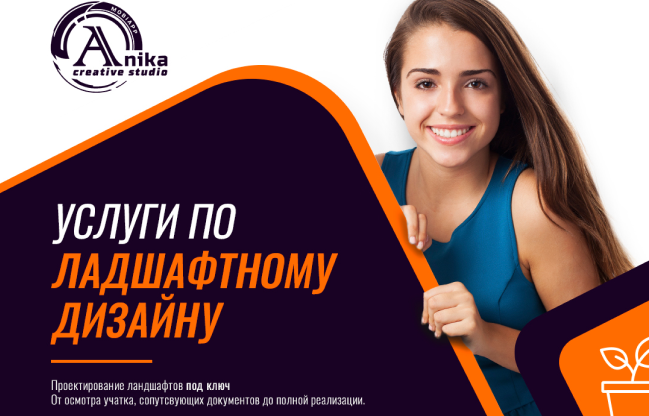 MOBIAPP
Anika
creative studio
УСЛУГИ ПО
ЛАДШАФТНОМУ
ДИЗАЙНУ
Проектирование ландшафтов под ключ
От осмотра учатка, сопутсвующих документов до полной реализации.